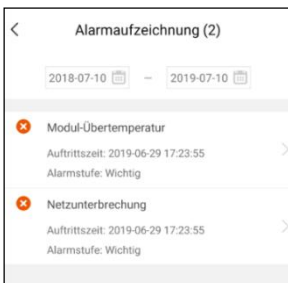 Alarmaufzeichnung (2)
2018-07-10 – 2019-07-10
Modul-Übertemperatur
Auftrittszeit: 2019-06-29 17:23:55
Alarmstufe: Wichtig
Netzunterbrechung
Auftrittszeit: 2019-06-29 17:23:55
Alarmstufe: Wichtig